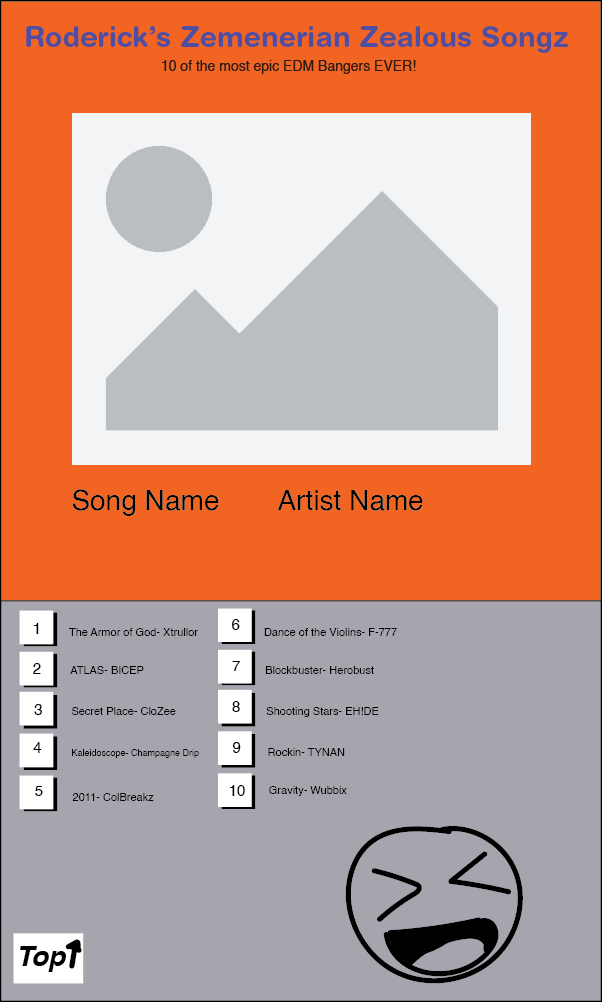 Roderick's Zemenerian Zealous Songz
10 of the most epic EDM Bangers EVER!
Song Name
Artist Name
1 The Armor of God- Xtrullor
2 ATLAS- BICEP
3 Secret Place- CloZee
4 Kaleidoscope- Champagne Drip
5 2011- ColBreakz
6 Dance of the Violins- F-777
7 Blockbuster- Herobust
8 Shooting Stars- EH!DE
9 Rockin- TYNAN
10 Gravity- Wubbix
Top